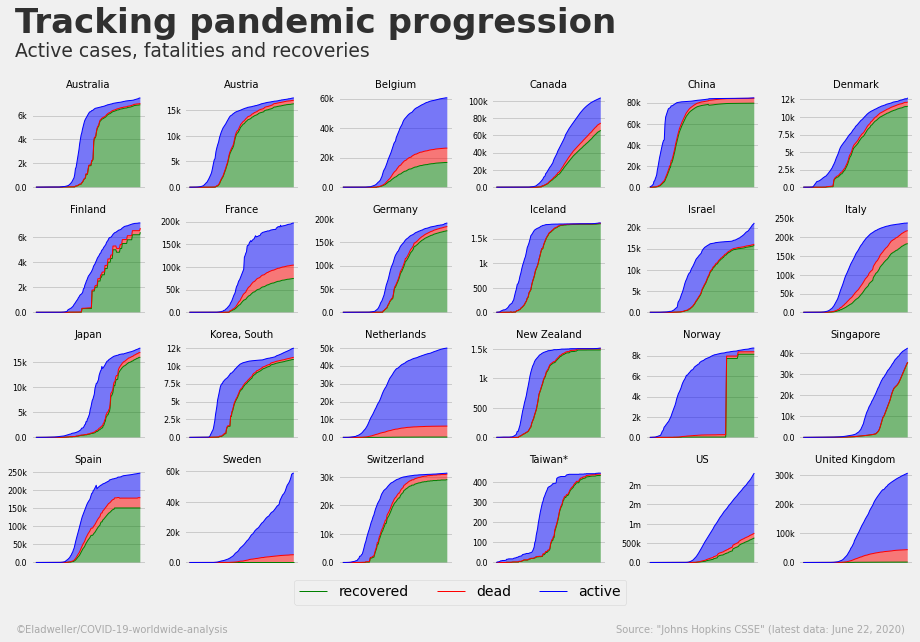 Tracking pandemic progression
Active cases, fatalities and recoveries
Australia Austria Belgium Canada China Denmark
6k
4k
2k
0.0
15k
10k
5k
0.0
60k
40k
20k
0.0
100k
80k
60k
40k
20k
0.0
80k
60k
40k
20k
0.0
12k
10k
7.5k
5k
2.5k
0.0
Finland France Germany Iceland Israel Italy
6k
4k
2k
0.0
200k
150k
100k
50k
0.0
200k
150k
100k
50k
0.0
1.5k
1k
500
0.0
20k
15k
10k
5k
0.0
250k
200k
150k
100k
50k
0.0
Japan Korea, South Netherlands New Zealand Norway Singapore
15k
10k
5k
0.0
12k
10k
7.5k
5k
2.5k
0.0
50k
40k
30k
20k
10k
0.0
1.5k
1k
500
0.0
8k
6k
4k
2k
0.0
40k
30k
20k
10k
0.0
Spain Sweden Switzerland Taiwan* US United Kingdom
250k
200k
150k
100k
50k
0.0
60k
40k
20k
0.0
30k
20k
10k
0.0
400
300
200
100
0.0
2m
2m
1m
500k
0.0
300k
200k
100k
0.0
recovered dead active
©Eladweller/COVID-19-worldwide-analysis
Source: "Johns Hopkins CSSE" (latest data: June 22, 2020)